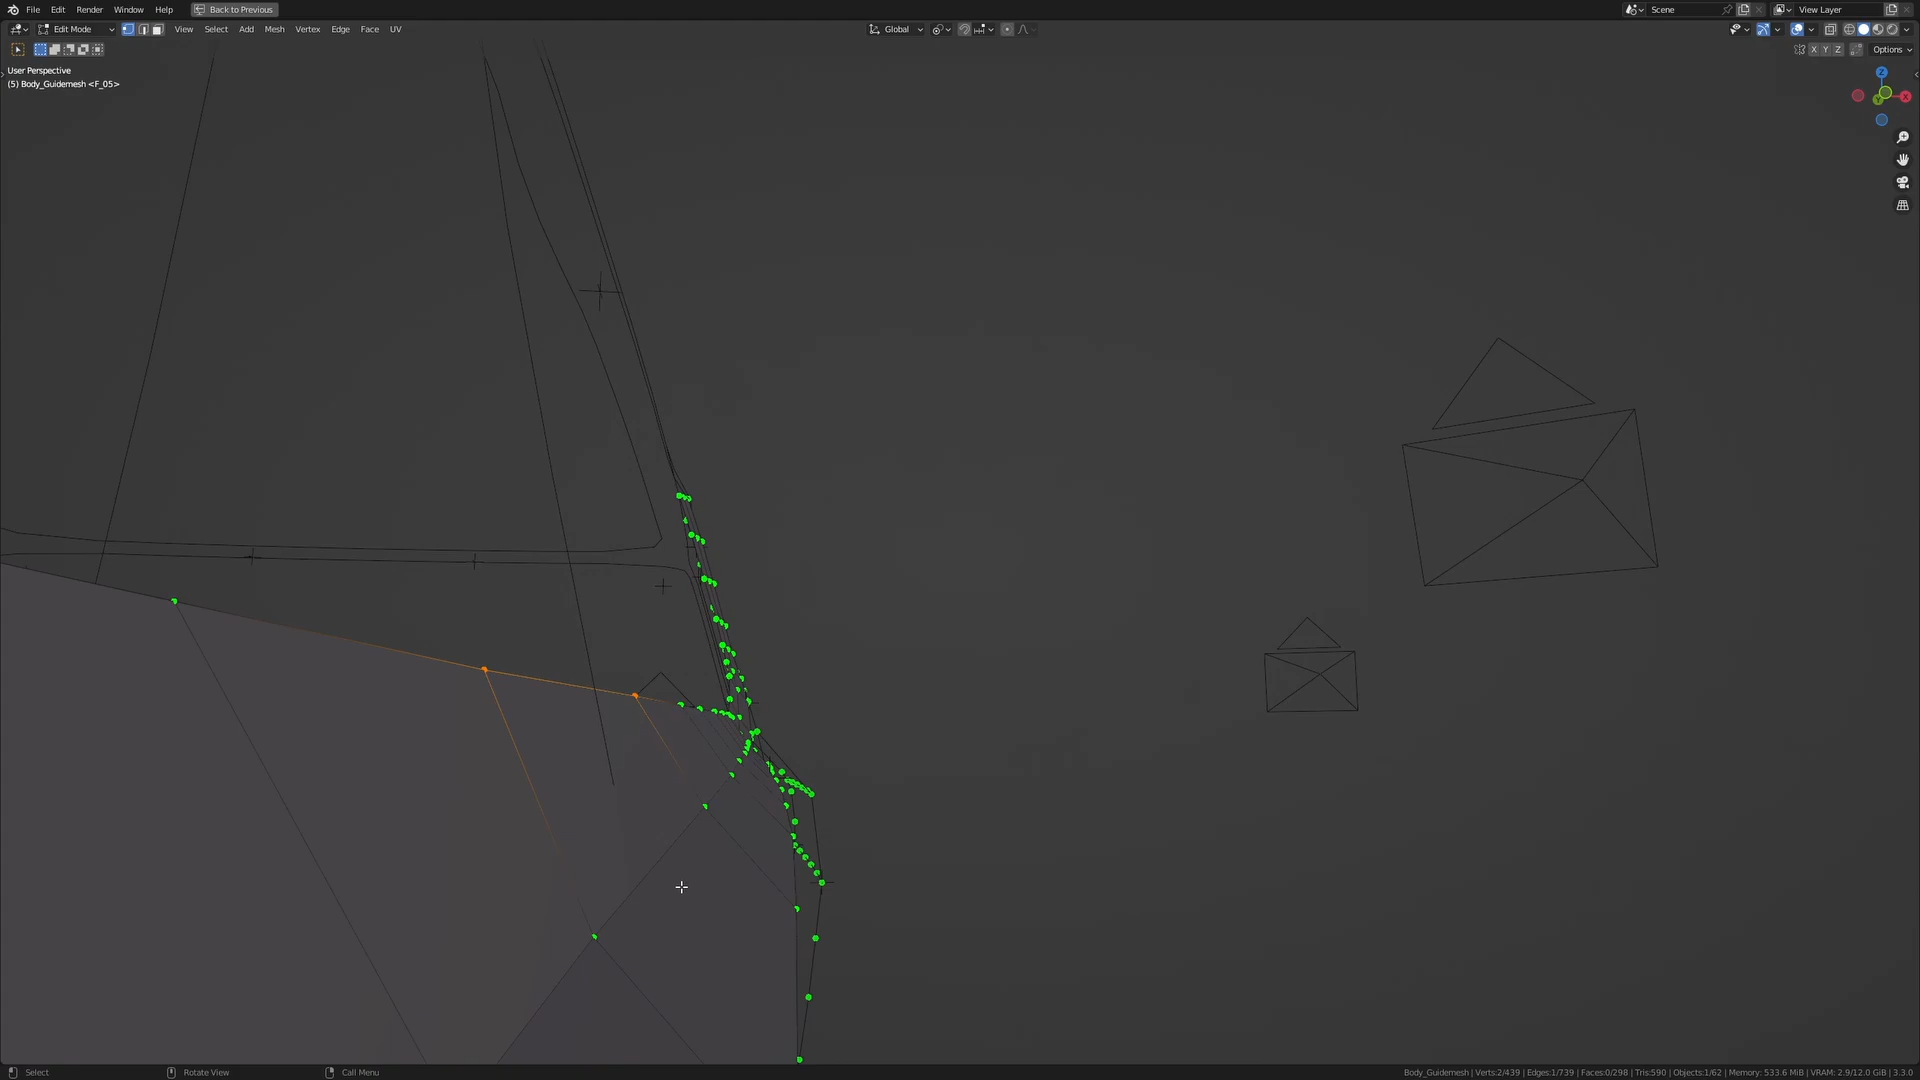 File Edit Render Window Help Back to Previous Scene View Layer
Edit Mode View Select Add Mesh Vertex Edge Face UV Global
X Y Z Options
User Perspective
(5) Body_Guidemesh <F_05>
Z
X
Y
Select Rotate View Call Menu Body_Guidemesh | Verts:2/439 | Edges:1/739 | Faces:0/298 | Tris:590 | Objects:1/62 | Memory: 533.6 MiB | VRAM: 2.9/12.0 GiB | 3.3.0